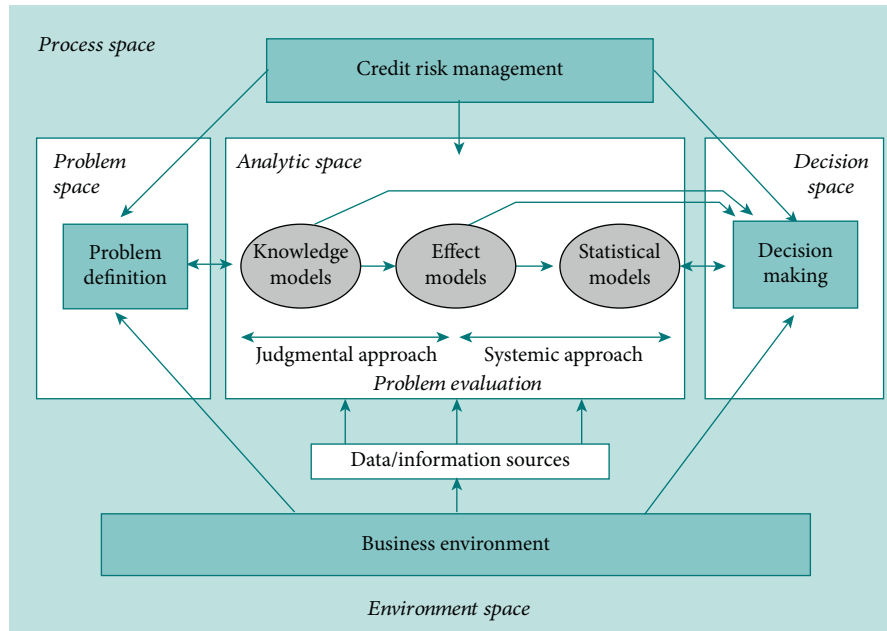 Process space
Credit risk management
Problem
space
Analytic space
Decision
space
Problem
definition
Knowledge
models
Effect
models
Statistical
models
Decision
making
Judgmental approach
Systemic approach
Problem evaluation
Data/information sources
Business environment
Environment space